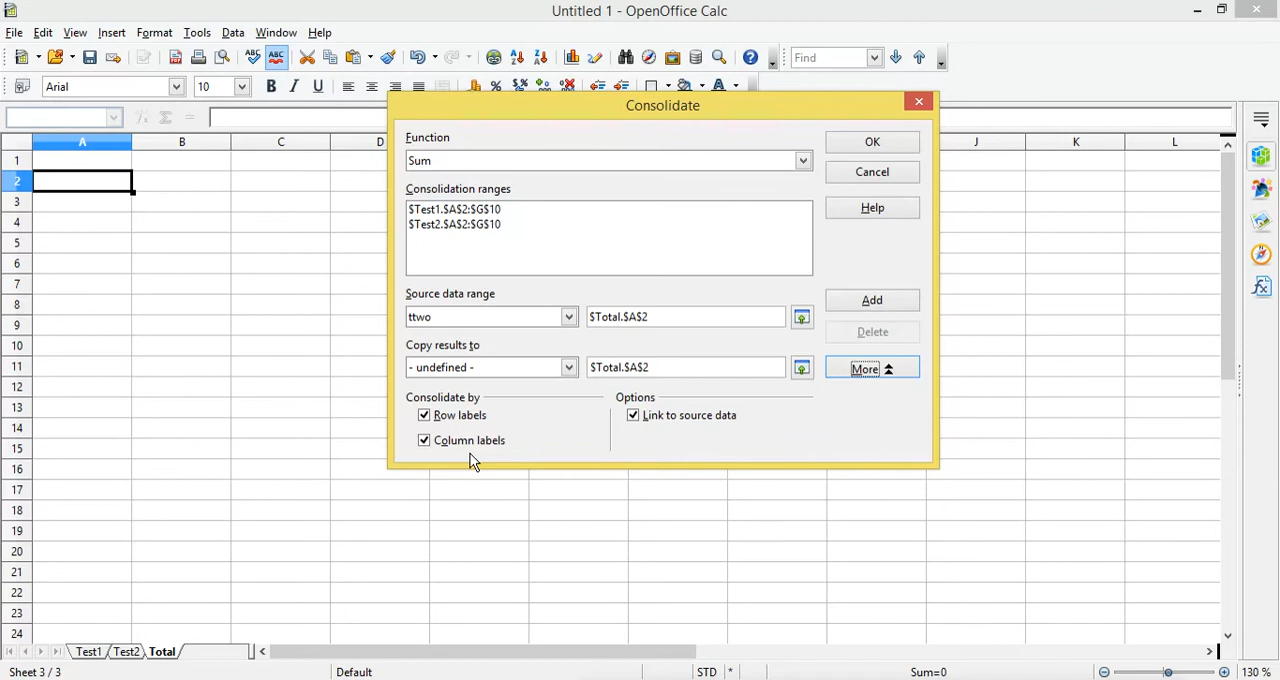 Untitled 1 - OpenOffice Calc
File Edit View Insert Format Tools Data Window Help
Find
Arial 10
Consolidate
Function
OK
Sum
Cancel
Consolidation ranges
$Test1.$A$2:$G$10
$Test2.$A$2:$G$10
Help
Source data range
Add
ttwo $Total.$A$2
Delete
Copy results to
- undefined - $Total.$A$2
More
Consolidate by Options
Row labels Link to source data
Column labels
A B C D J K L
1
2
3
4
5
6
7
8
9
10
11
12
13
14
15
16
17
18
19
20
21
22
23
24
Test1 Test2 Total
Sheet 3 / 3 Default STD * Sum=0 130 %